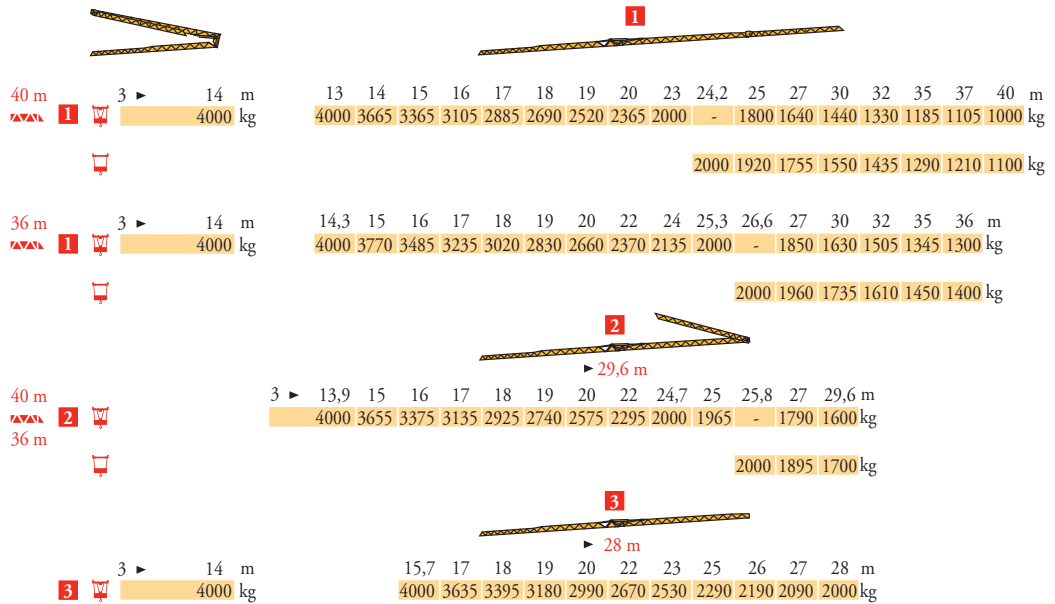 1
40 m 3 ► 14 m 13 14 15 16 17 18 19 20 23 24,2 25 27 30 32 35 37 40 m
1 4000 kg 4000 3665 3365 3105 2885 2690 2520 2365 2000 - 1800 1640 1440 1330 1185 1105 1000 kg
2000 1920 1755 1550 1435 1290 1210 1100 kg
36 m 3 ► 14 m 14,3 15 16 17 18 19 20 22 24 25,3 26,6 27 30 32 35 36 m
1 4000 kg 4000 3770 3485 3235 3020 2830 2660 2370 2135 2000 - 1850 1630 1505 1345 1300 kg
2000 1960 1735 1610 1450 1400 kg
2
► 29,6 m
40 m 3 ► 13,9 15 16 17 18 19 20 22 24,7 25 25,8 27 29,6 m
2 4000 3655 3375 3135 2925 2740 2575 2295 2000 1965 - 1790 1600 kg
36 m
2000 1895 1700 kg
3
► 28 m
3 ► 14 m 15,7 17 18 19 20 22 23 25 26 27 28 m
3 4000 kg 4000 3635 3395 3180 2990 2670 2530 2290 2190 2090 2000 kg